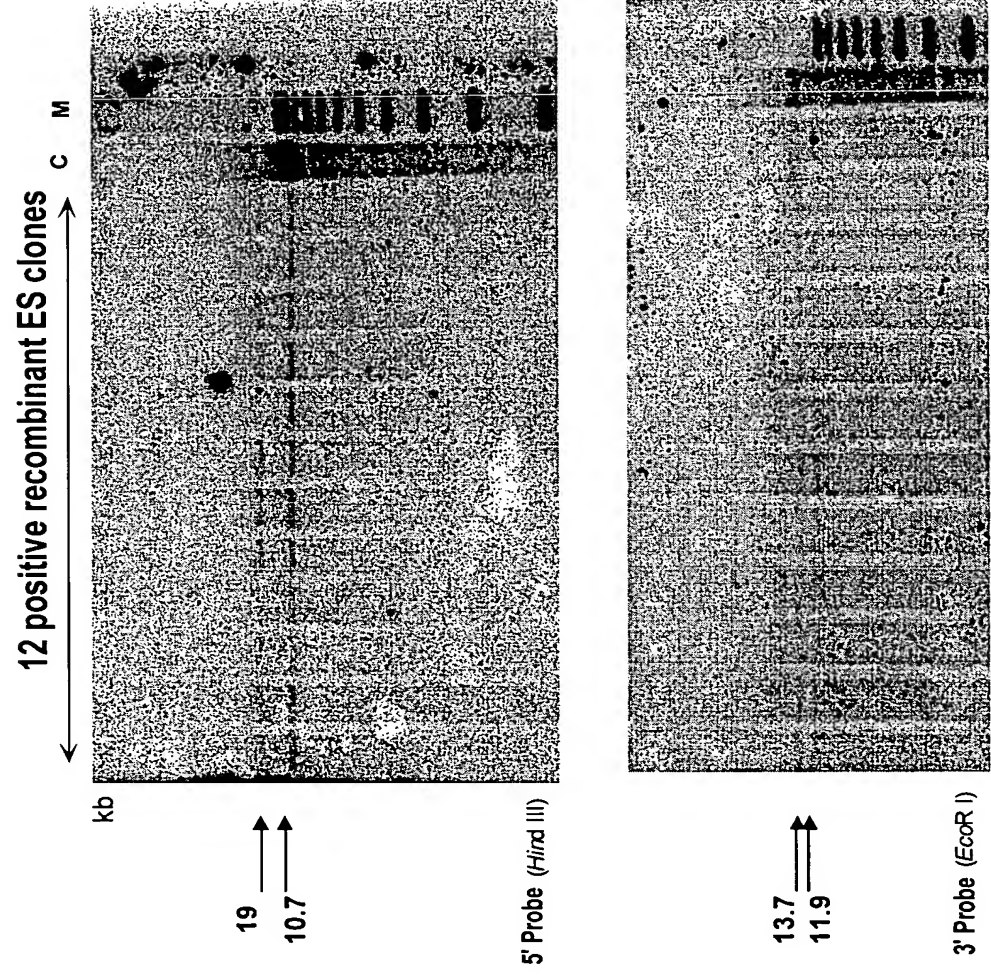 12 positive recombinant ES clones
C M
kb
19
10.7
5' Probe (Hind III)
13.7
11.9
3' Probe (EcoR I)